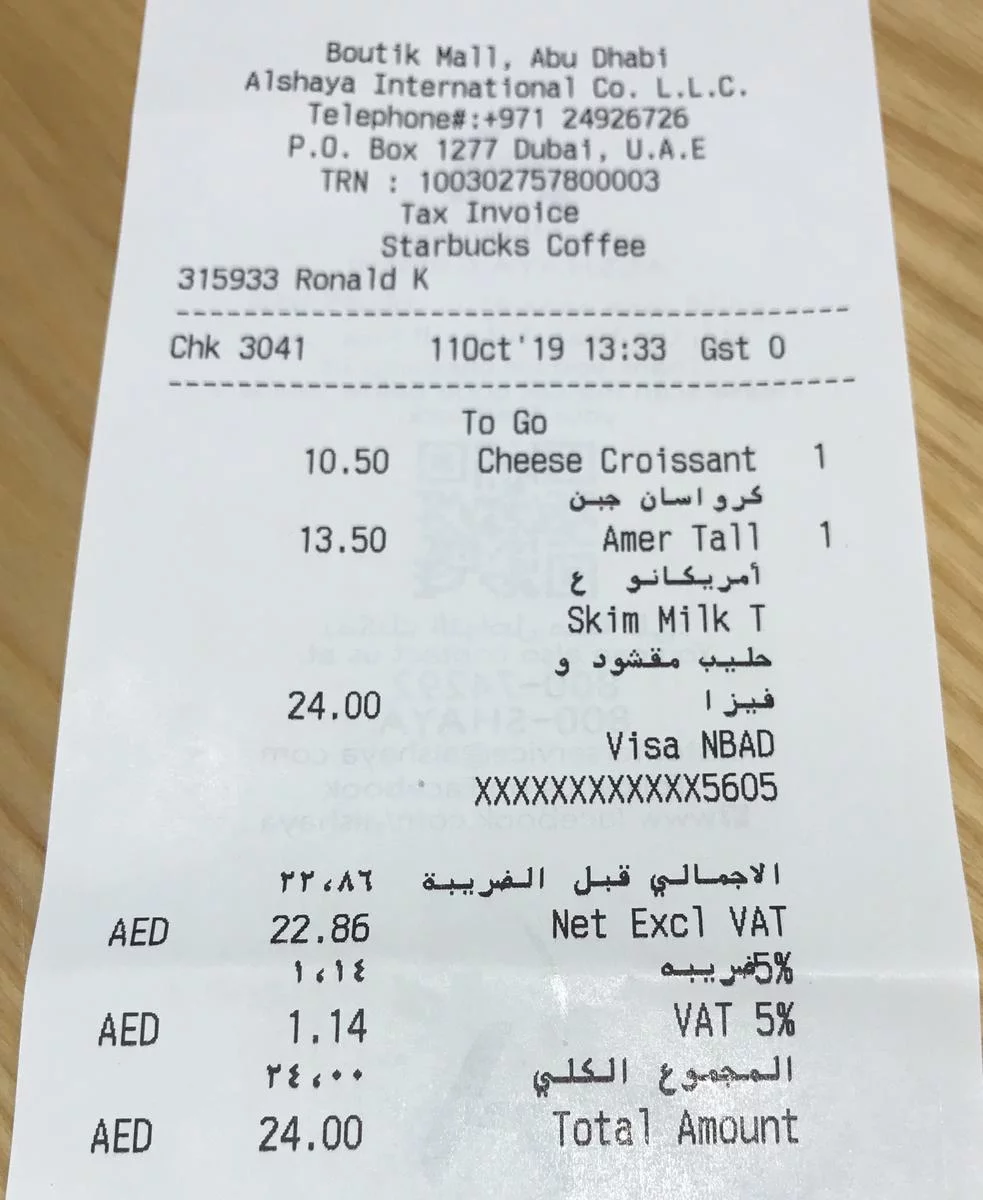 Boutik Mall, Abu Dhabi
Alshaya International Co. L.L.C.
Telephone#:+971 24926726
P.O. Box 1277 Dubai, U.A.E
TRN : 100302757800003
Tax Invoice
Starbucks Coffee
315933 Ronald K
Chk 3041 11Oct'19 13:33 Gst 0
To Go
10.50 Cheese Croissant 1
كرواسان جبن
13.50 Amer Tall 1
أمريكانو ع
Skim Milk T
حليب مقشود و
24.00 فيزا
Visa NBAD
XXXXXXXXXXXX5605
٢٢،٨٦ الاجمالي قبل الضريبة
AED 22.86 Net Excl VAT
١،١٤ ضريبه5%
AED 1.14 VAT 5%
٢٤،٠٠ المجموع الكلي
AED 24.00 Total Amount